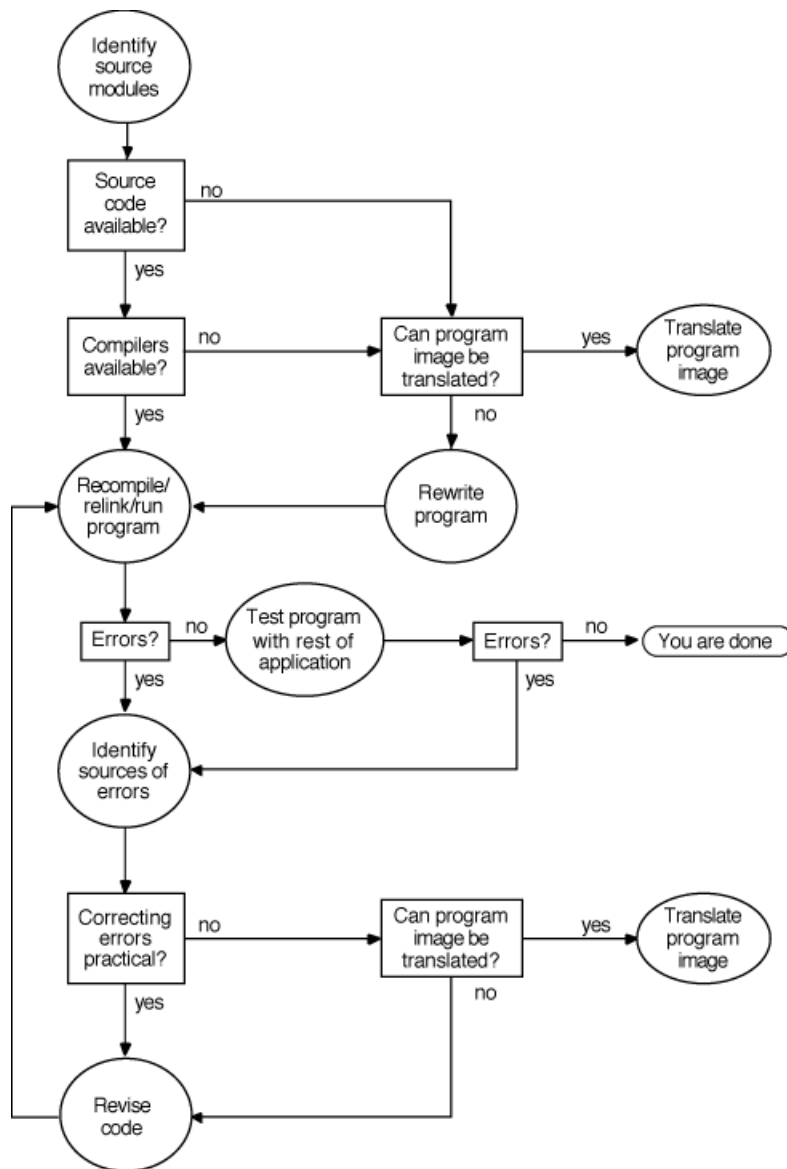 Identify
source
modules
Source
code
available?
no
yes
Compilers
available?
no
Can program
image be
translated?
yes
Translate
program
image
yes
no
Recompile/
relink/run
program
Rewrite
program
Errors?
no
Test program
with rest of
application
Errors?
no
You are done
yes
yes
Identify
sources of
errors
Correcting
errors
practical?
no
Can program
image be
translated?
yes
Translate
program
image
yes
no
Revise
code